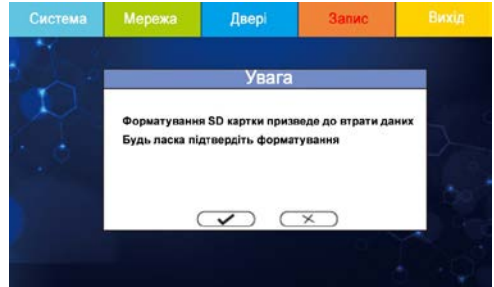 Система Мережа Двері Запис Вихід
Увага
Форматування SD картки призведе до втрати даних
Будь ласка підтвердіть форматування